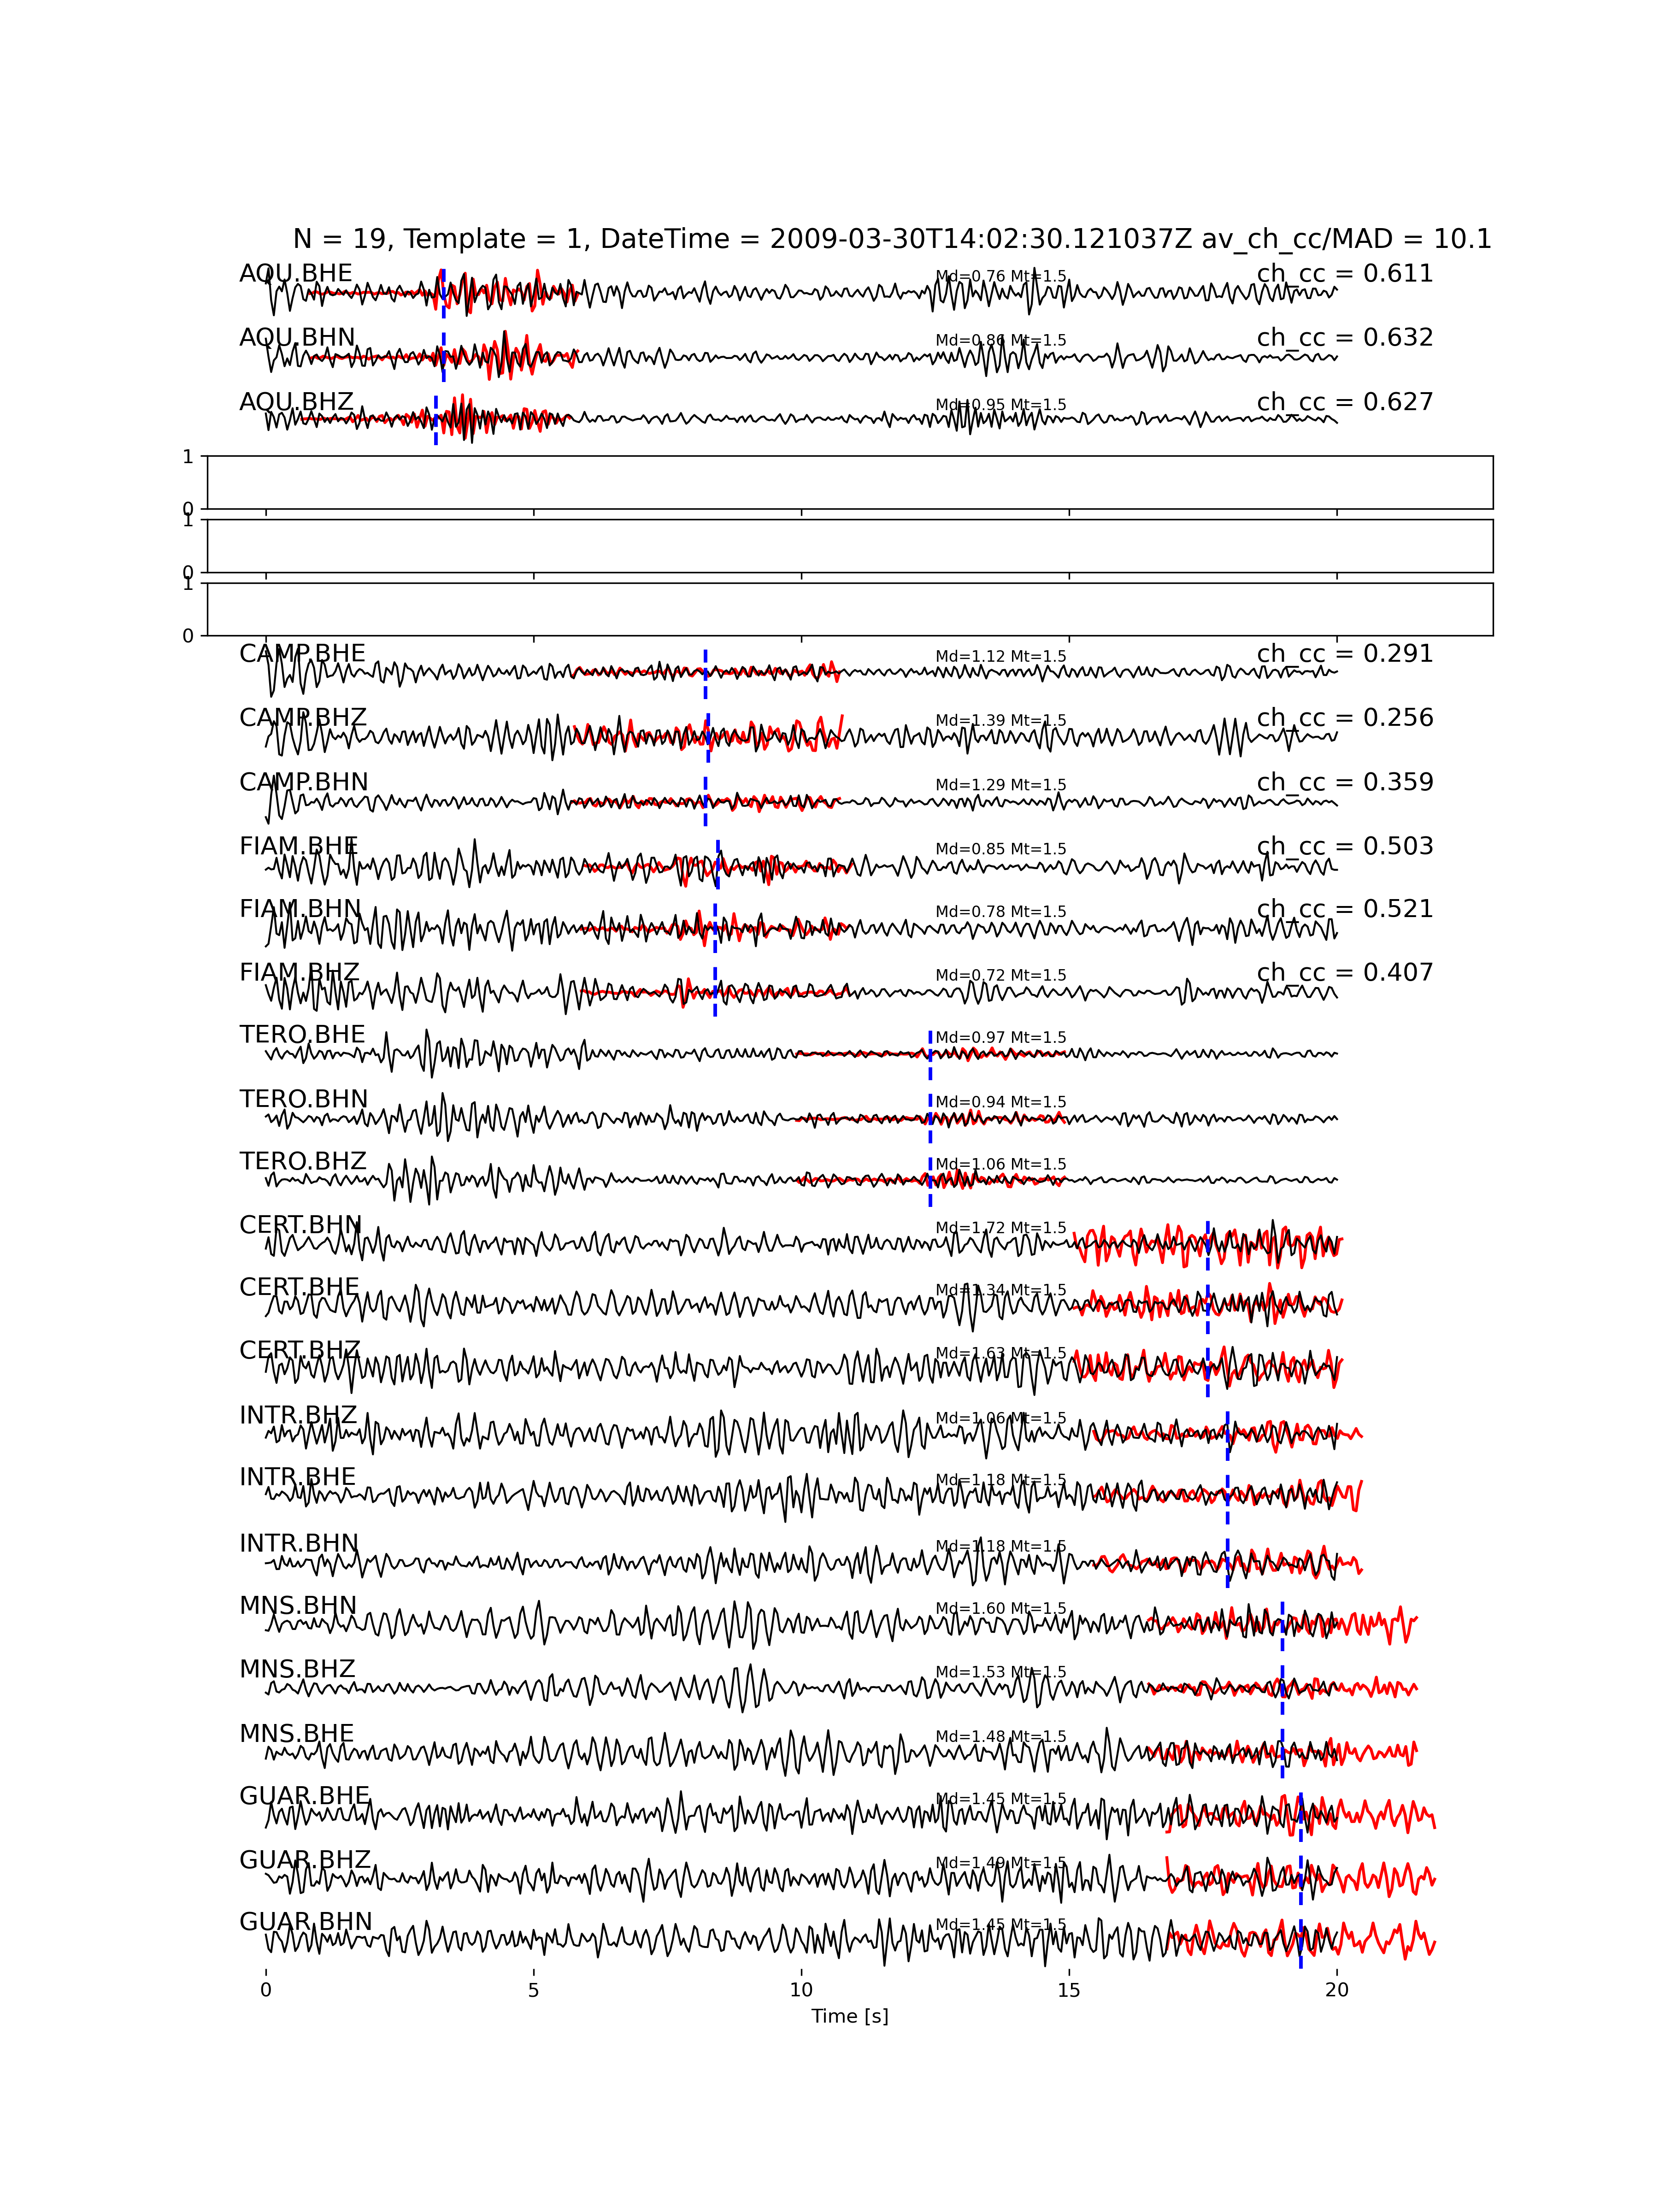 N = 19, Template = 1, DateTime = 2009-03-30T14:02:30.121037Z av_ch_cc/MAD = 10.1
AQU.BHE Md=0.76 Mt=1.5 ch_cc = 0.611
AQU.BHN Md=0.86 Mt=1.5 ch_cc = 0.632
AQU.BHZ Md=0.95 Mt=1.5 ch_cc = 0.627
1
0
1
0
1
0
CAMP.BHE Md=1.12 Mt=1.5 ch_cc = 0.291
CAMP.BHZ Md=1.39 Mt=1.5 ch_cc = 0.256
CAMP.BHN Md=1.29 Mt=1.5 ch_cc = 0.359
FIAM.BHE Md=0.85 Mt=1.5 ch_cc = 0.503
FIAM.BHN Md=0.78 Mt=1.5 ch_cc = 0.521
FIAM.BHZ Md=0.72 Mt=1.5 ch_cc = 0.407
TERO.BHE Md=0.97 Mt=1.5
TERO.BHN Md=0.94 Mt=1.5
TERO.BHZ Md=1.06 Mt=1.5
CERT.BHN Md=1.72 Mt=1.5
CERT.BHE Md=1.34 Mt=1.5
CERT.BHZ Md=1.63 Mt=1.5
INTR.BHZ Md=1.06 Mt=1.5
INTR.BHE Md=1.18 Mt=1.5
INTR.BHN Md=1.18 Mt=1.5
MNS.BHN Md=1.60 Mt=1.5
MNS.BHZ Md=1.53 Mt=1.5
MNS.BHE Md=1.48 Mt=1.5
GUAR.BHE Md=1.45 Mt=1.5
GUAR.BHZ Md=1.49 Mt=1.5
GUAR.BHN Md=1.45 Mt=1.5
0 5 10 15 20
Time [s]